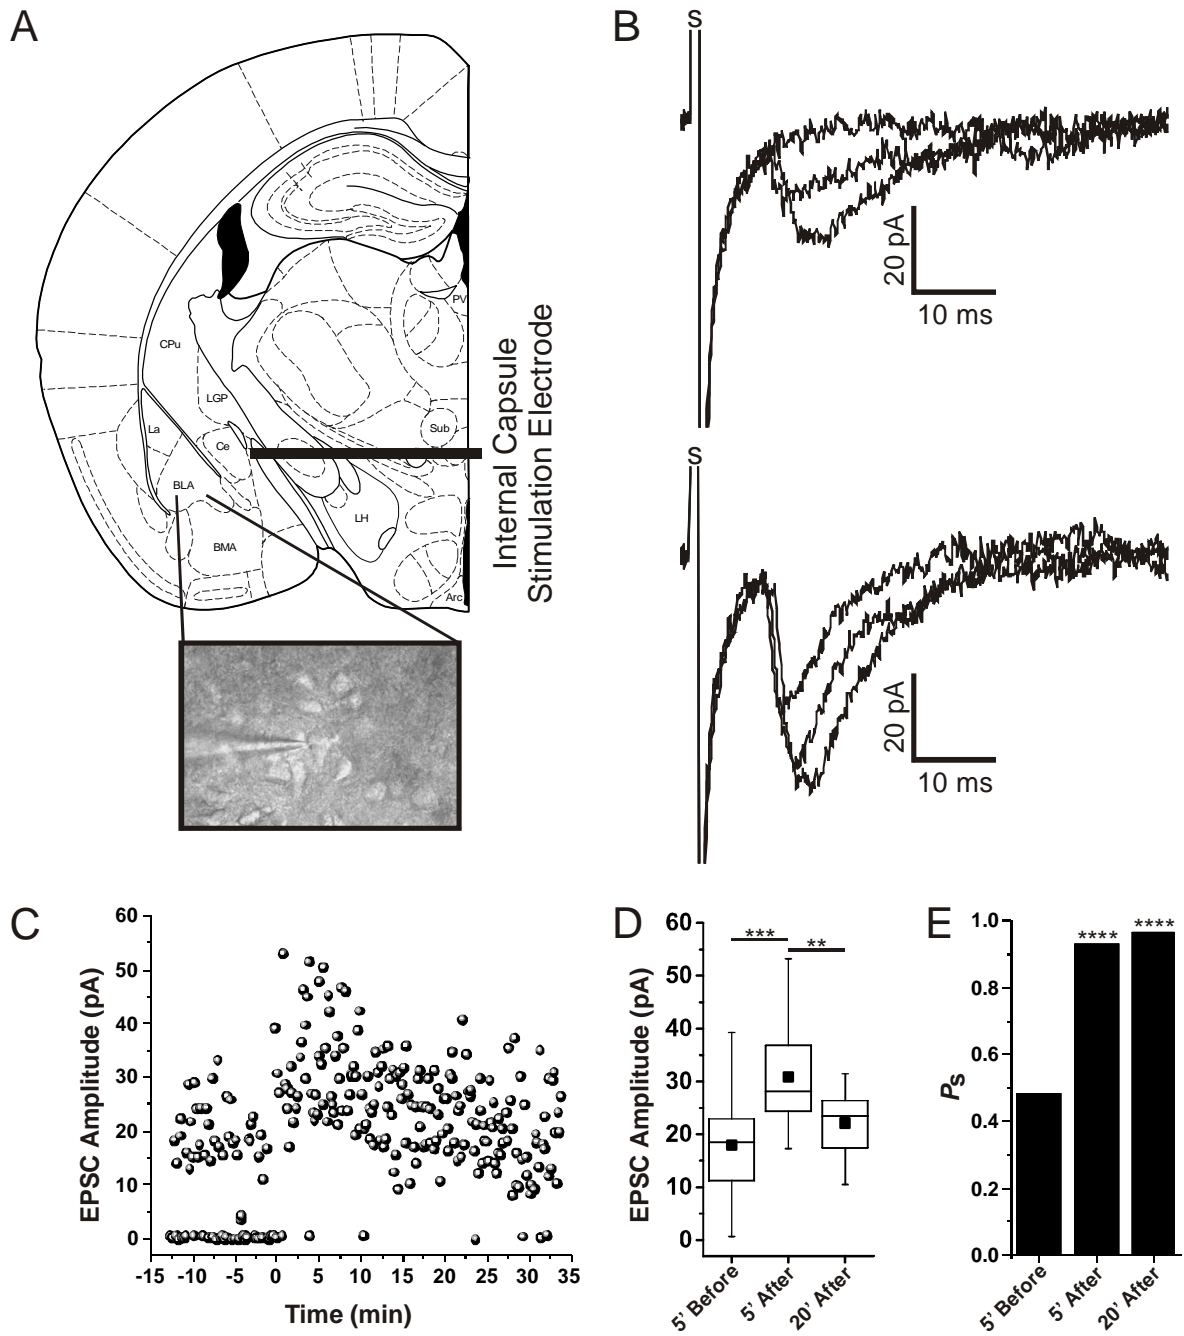 A
CPu
LGP
La
Ce
BLA
BMA
LH
PV
Sub
Arc
Internal Capsule
Stimulation Electrode
B
S
20 pA
10 ms
S
20 pA
10 ms
C
EPSC Amplitude (pA)
60
50
40
30
20
10
0
-15 -10 -5 0 5 10 15 20 25 30 35
Time (min)
D
EPSC Amplitude (pA)
60
50
40
30
20
10
0
*** **
5' Before 5' After 20' After
E
Ps
1.0
0.8
0.6
0.4
0.2
0.0
**** ****
5' Before 5' After 20' After